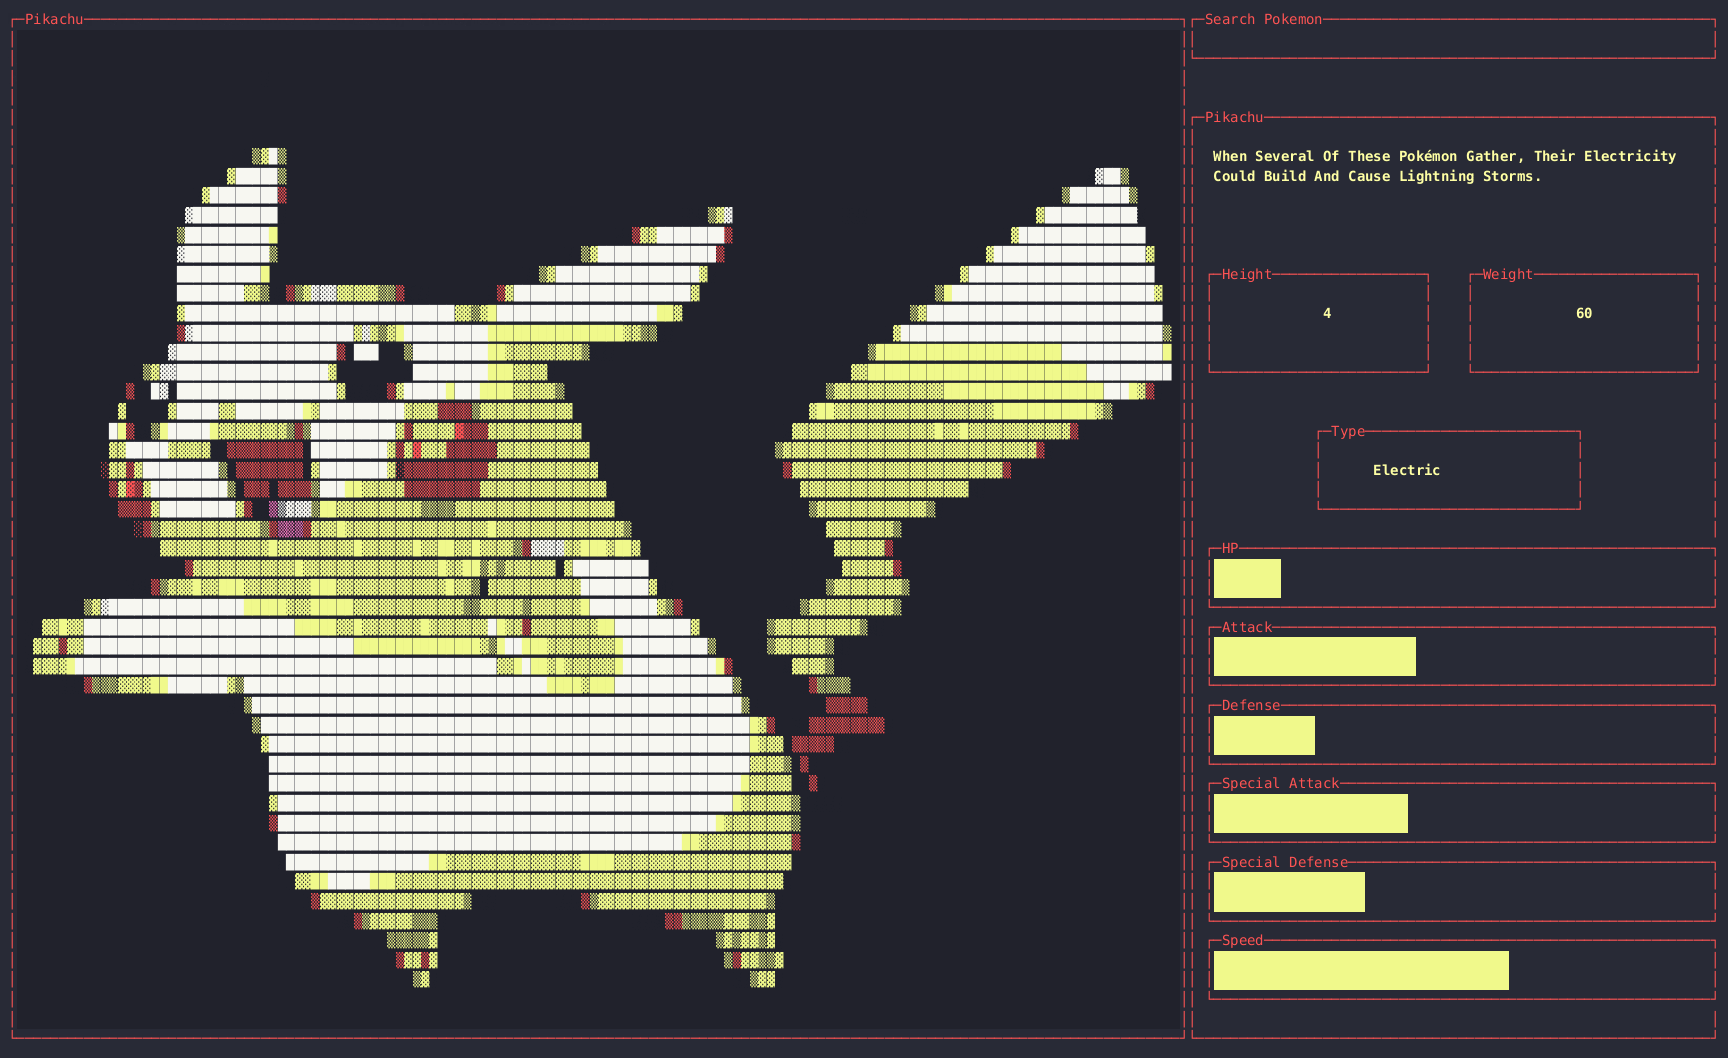 Pikachu
Search Pokemon
Pikachu
When Several Of These Pokémon Gather, Their Electricity
Could Build And Cause Lightning Storms.
Height
Weight
4
60
Type
Electric
HP
Attack
Defense
Special Attack
Special Defense
Speed